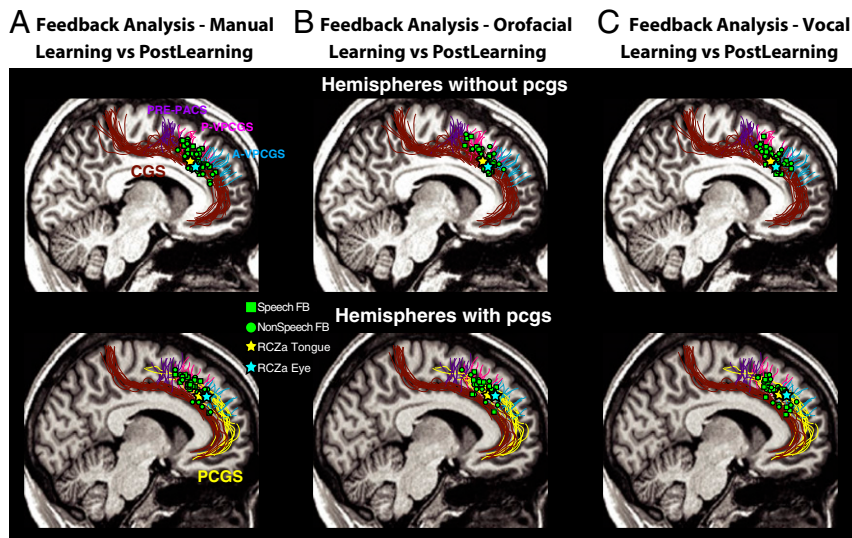 A Feedback Analysis - Manual
Learning vs PostLearning
B Feedback Analysis - Orofacial
Learning vs PostLearning
C Feedback Analysis - Vocal
Learning vs PostLearning
Hemispheres without pcgs
PRE-PACS
P-VPCGS
A-VPCGS
CGS
Speech FB
NonSpeech FB
RCZa Tongue
RCZa Eye
Hemispheres with pcgs
PCGS